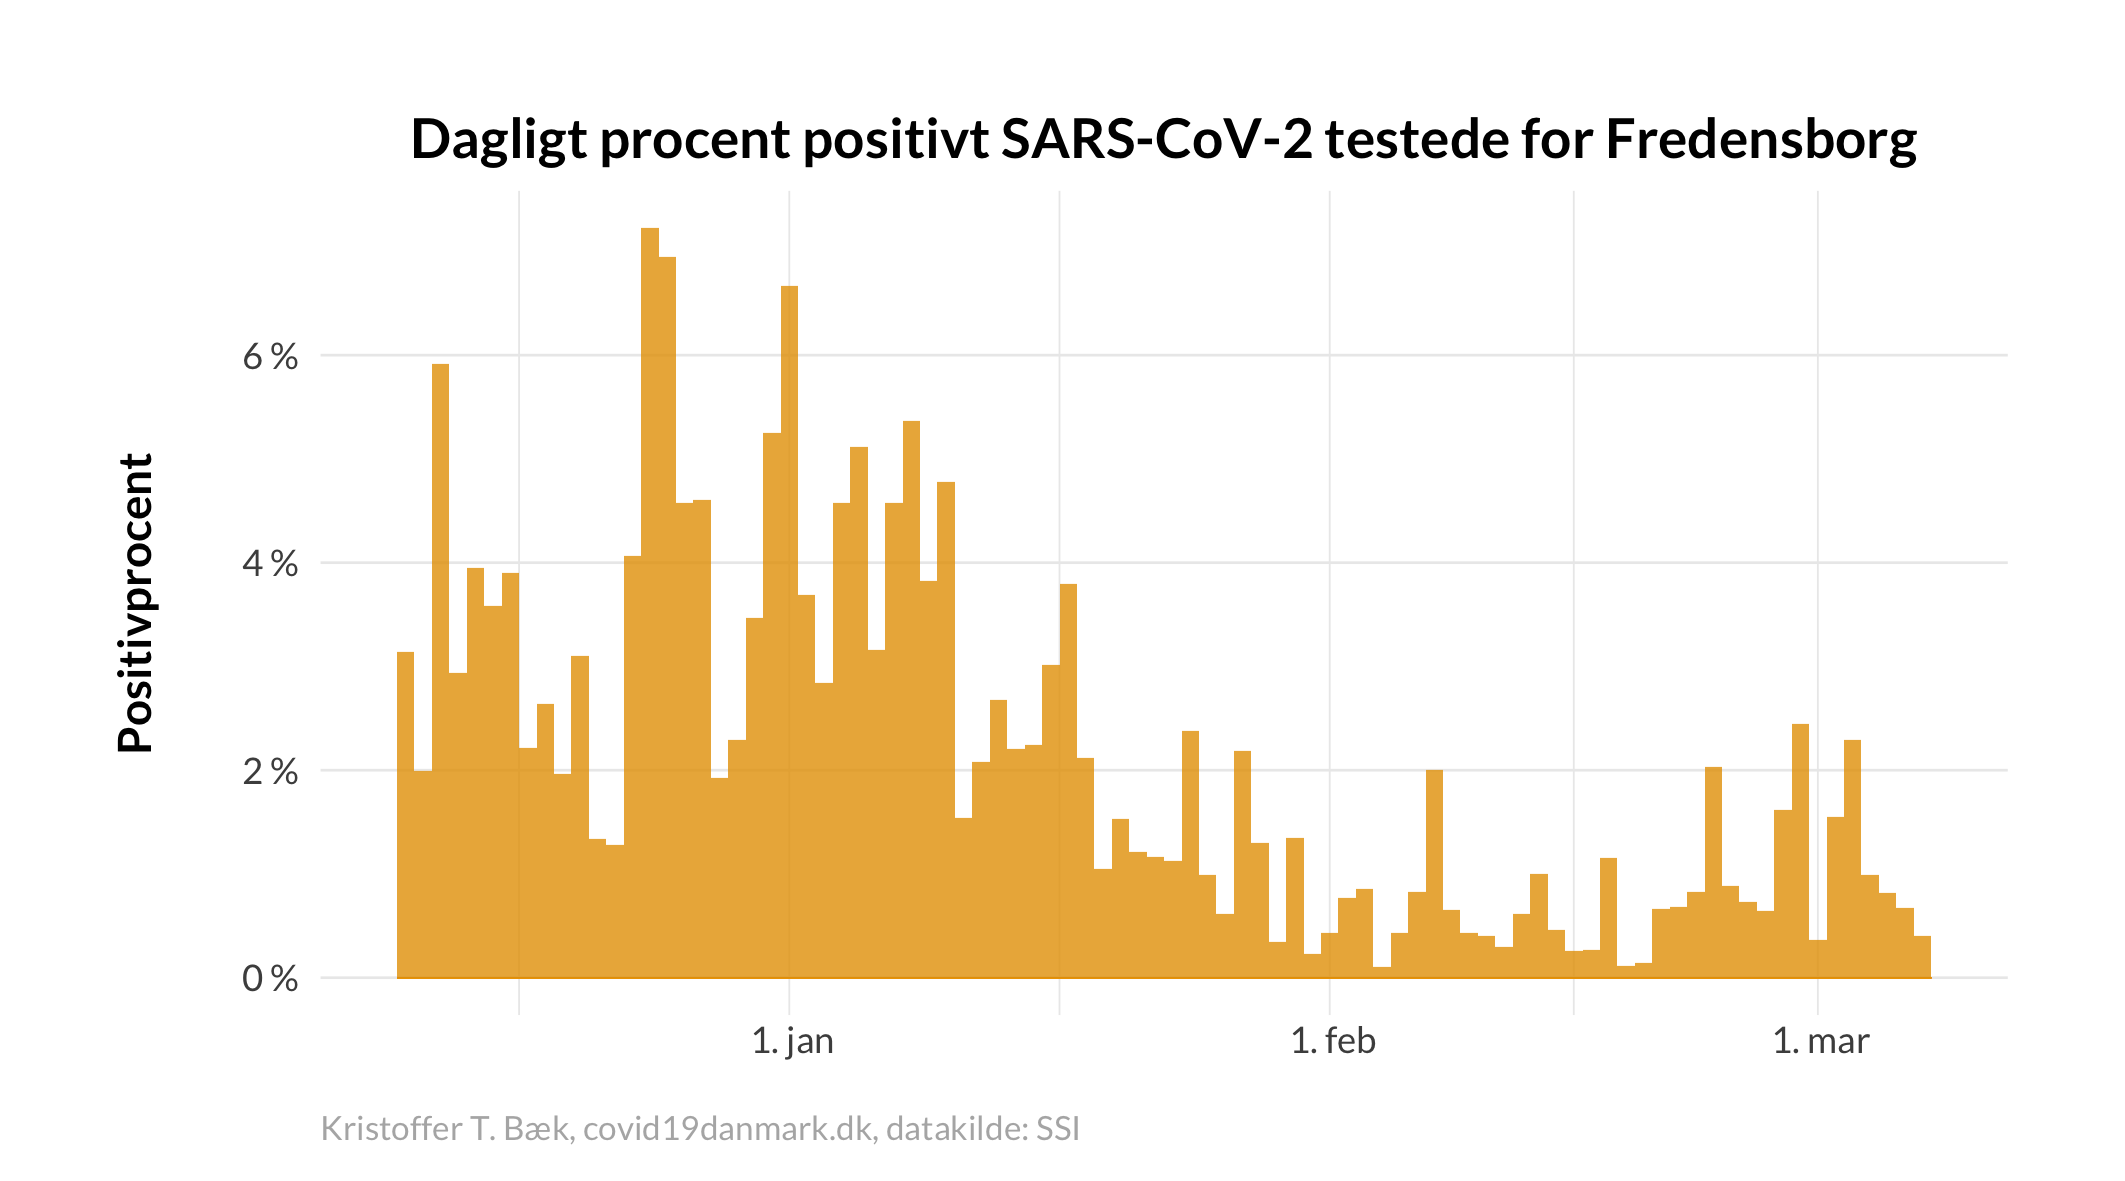 Dagligt procent positivt SARS-CoV-2 testede for Fredensborg
Positivprocent
6 %
4 %
2 %
0 %
1. jan
1. feb
1. mar
Kristoffer T. Bæk, covid19danmark.dk, datakilde: SSI